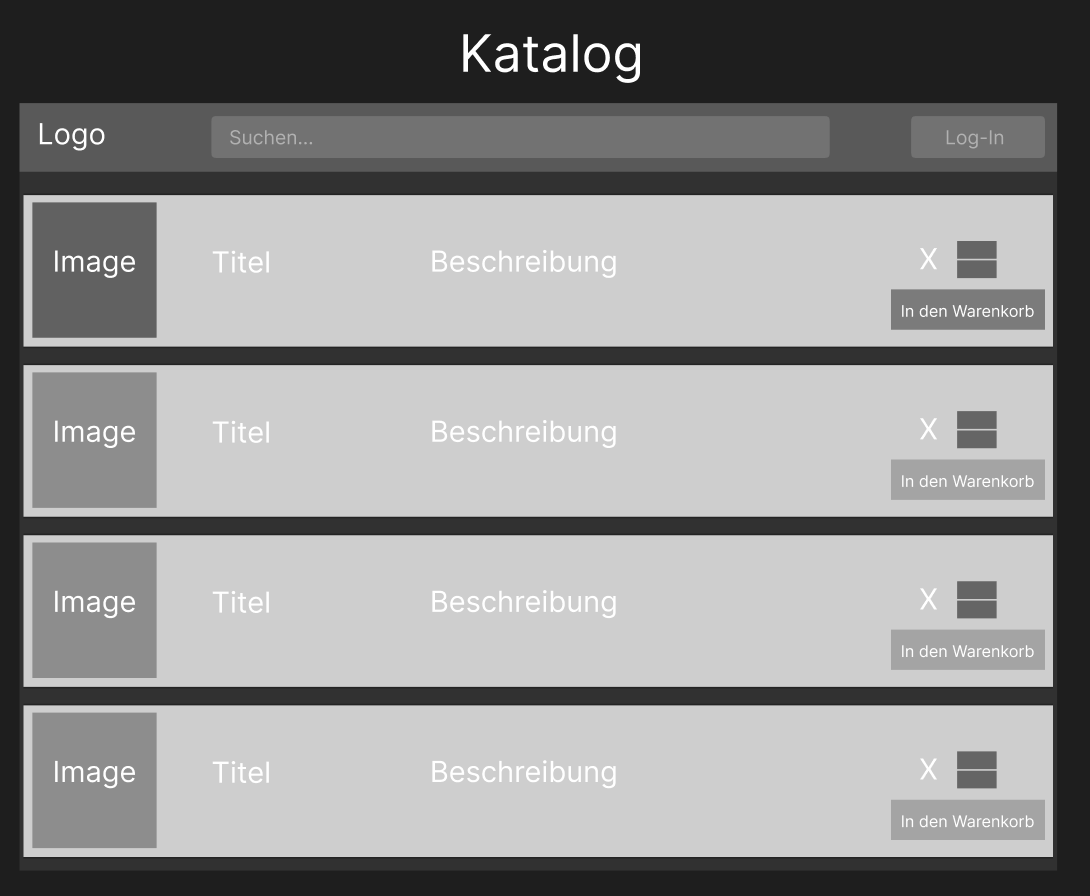 Katalog
Logo
Suchen...
Log-In
Image
Titel
Beschreibung
X
In den Warenkorb
Image
Titel
Beschreibung
X
In den Warenkorb
Image
Titel
Beschreibung
X
In den Warenkorb
Image
Titel
Beschreibung
X
In den Warenkorb